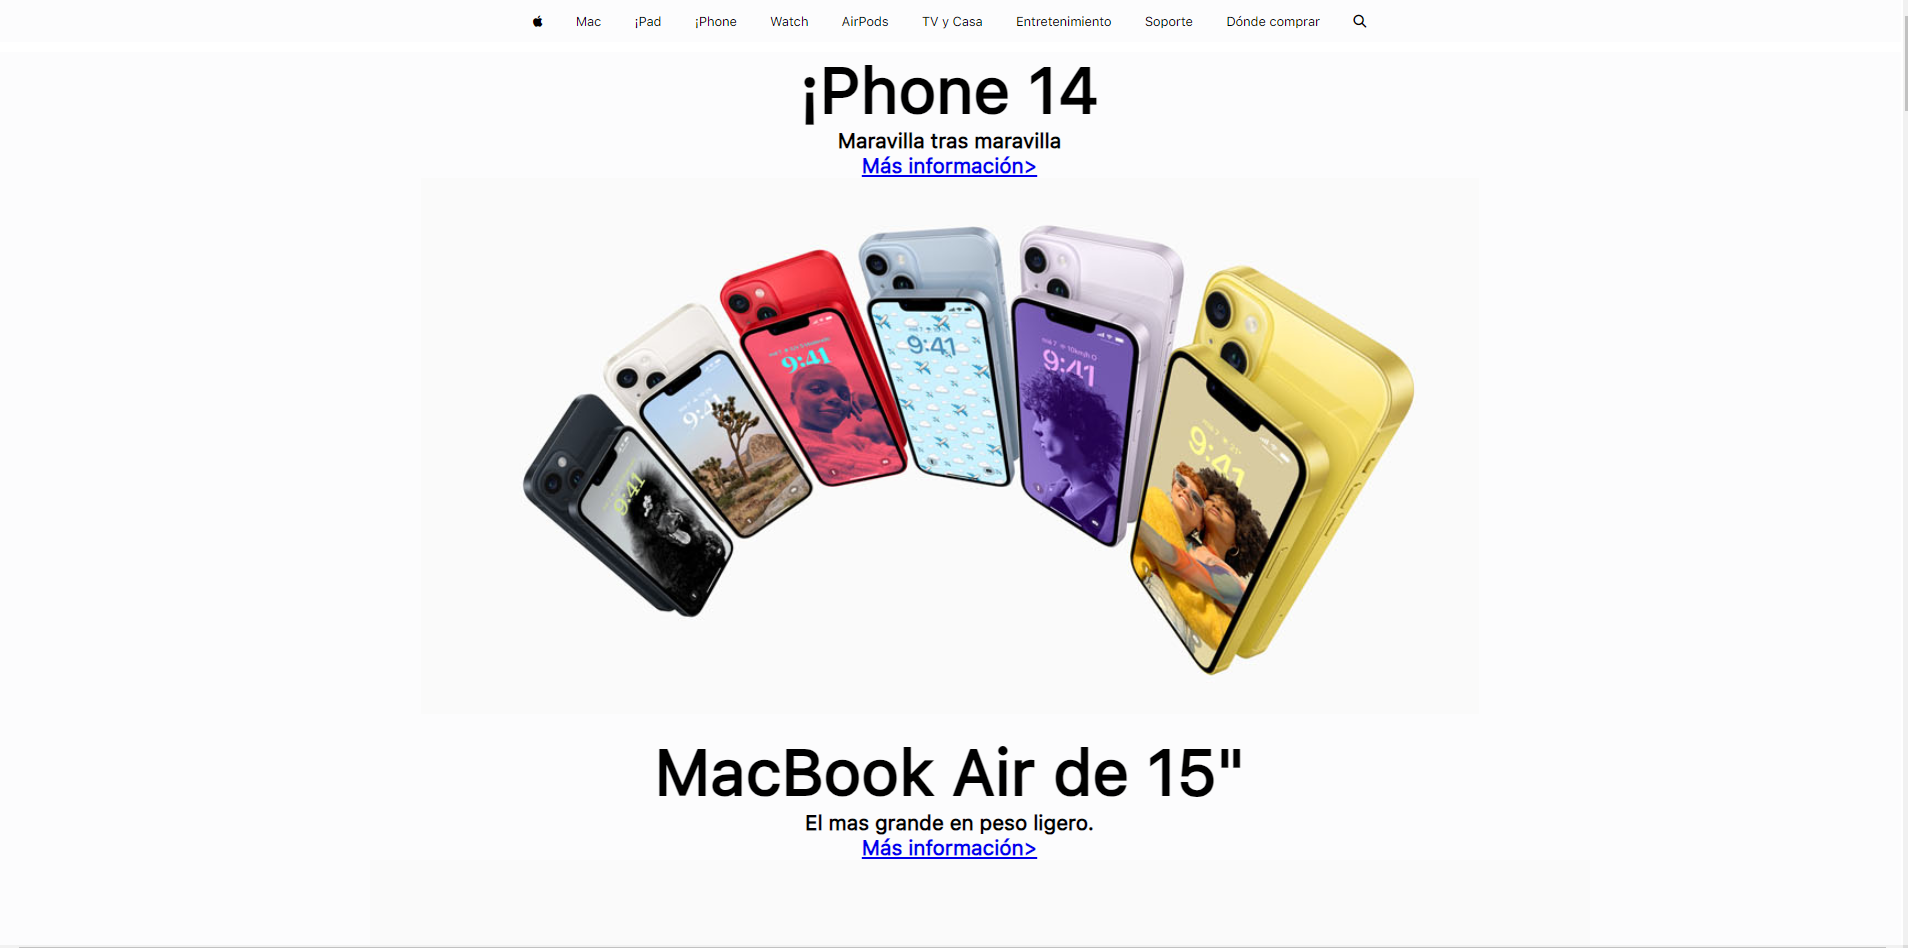 Mac ¡Pad ¡Phone Watch AirPods TV y Casa Entretenimiento Soporte Dónde comprar
¡Phone 14
Maravilla tras maravilla
Más información>
9:41
9:41
9:41
9:41
9:41
9:41
MacBook Air de 15"
El mas grande en peso ligero.
Más información>